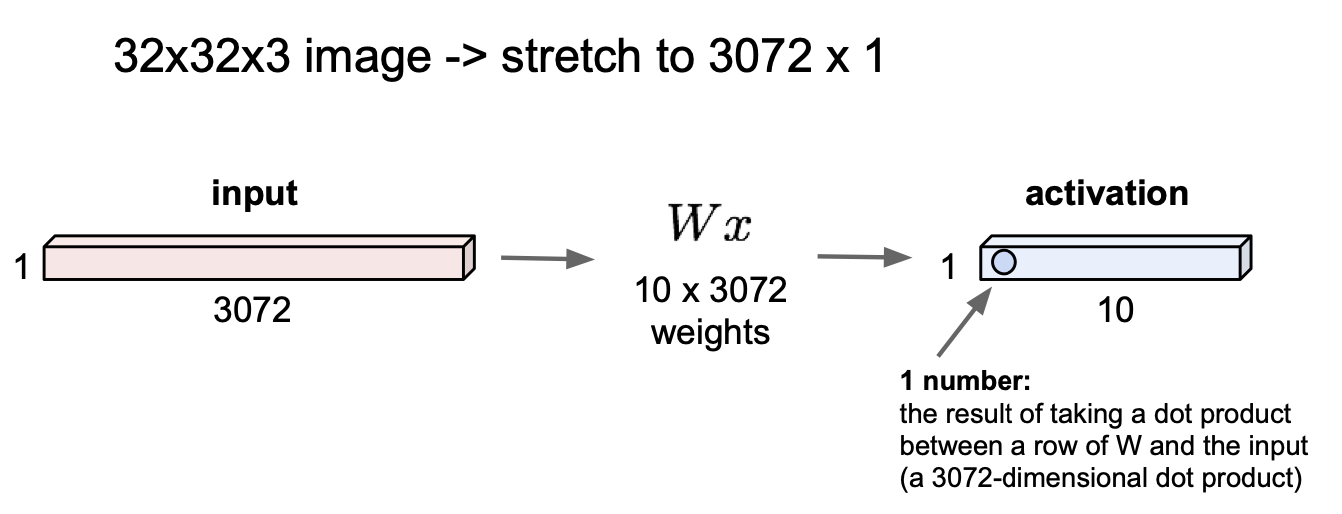 32x32x3 image -> stretch to 3072 x 1
input
1
3072
Wx
10 x 3072
weights
activation
1
10
1 number:
the result of taking a dot product
between a row of W and the input
(a 3072-dimensional dot product)